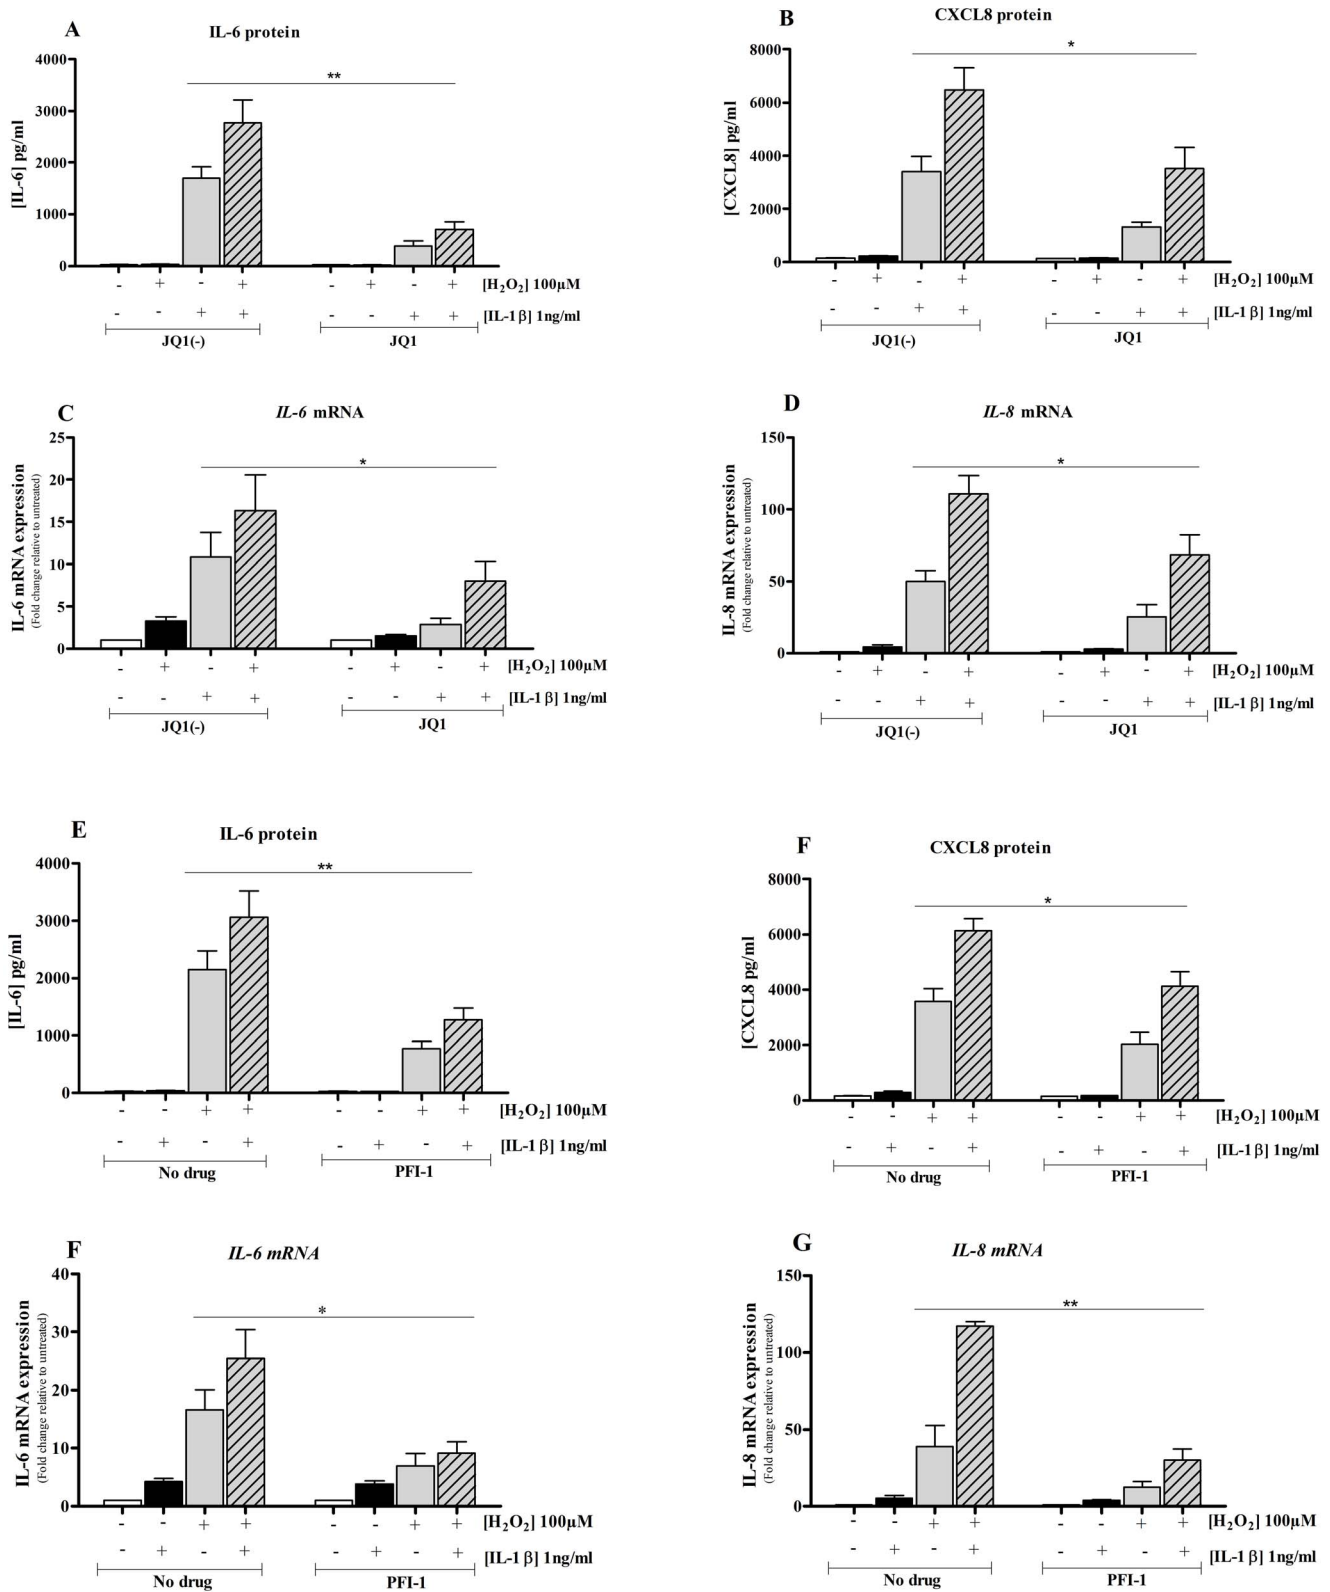 A
IL-6 protein
[IL-6] pg/ml
4000
3000
2000
1000
0
**
- + - + - + - + [H2O2] 100µM
- - + + - - + + [IL-1 β] 1ng/ml
JQ1(-) JQ1
B
CXCL8 protein
[CXCL8] pg/ml
8000
6000
4000
2000
0
*
- + - + - + - + [H2O2] 100µM
- - + + - - + + [IL-1 β] 1ng/ml
JQ1(-) JQ1
C
IL-6 mRNA
IL-6 mRNA expression
(Fold change relative to untreated)
25
20
15
10
5
0
*
- + - + - + - + [H2O2] 100µM
- - + + - - + + [IL-1 β] 1ng/ml
JQ1(-) JQ1
D
IL-8 mRNA
IL-8 mRNA expression
(Fold change relative to untreated)
150
100
50
0
*
- + - + - + - + [H2O2] 100µM
- - + + - - + + [IL-1 β] 1ng/ml
JQ1(-) JQ1
E
IL-6 protein
[IL-6] pg/ml
4000
3000
2000
1000
0
**
- - + + - - + + [H2O2] 100µM
- + - + - + - + [IL-1 β] 1ng/ml
No drug PFI-1
F
CXCL8 protein
[CXCL8 pg/ml
8000
6000
4000
2000
0
*
- - + + - - + + [H2O2] 100µM
- + - + - + - + [IL-1 β] 1ng/ml
No drug PFI-1
F
IL-6 mRNA
IL-6 mRNA expression
(Fold change relative to untreated)
40
30
20
10
0
*
- - + + - - + + [H2O2] 100µM
- + - + - + - + [IL-1 β] 1ng/ml
No drug PFI-1
G
IL-8 mRNA
IL-8 mRNA expression
(Fold change relative to untreated)
150
100
50
0
**
- - + + - - + + [H2O2] 100µM
- + - + - + - + [IL-1 β] 1ng/ml
No drug PFI-1